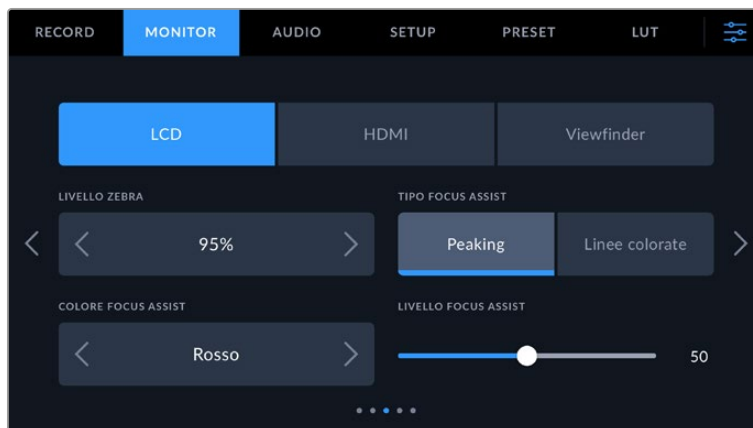 RECORD MONITOR AUDIO SETUP PRESET LUT
LCD HDMI Viewfinder
LIVELLO ZEBRA TIPO FOCUS ASSIST
95% Peaking Linee colorate
COLORE FOCUS ASSIST LIVELLO FOCUS ASSIST
Rosso 50